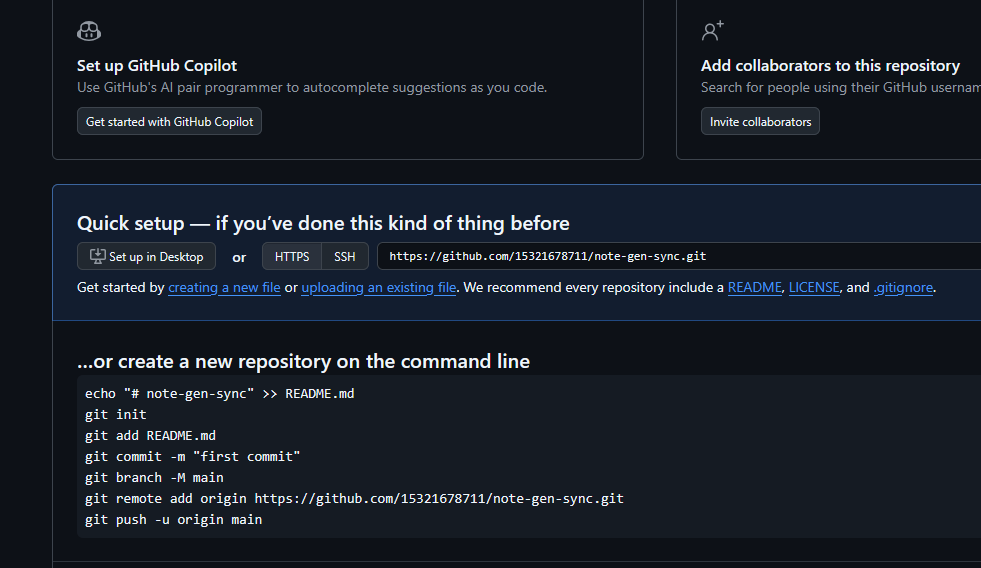 Set up GitHub Copilot
Use GitHub's AI pair programmer to autocomplete suggestions as you code.
Get started with GitHub Copilot
Add collaborators to this repository
Search for people using their GitHub
Invite collaborators
Quick setup — if you’ve done this kind of thing before
Set up in Desktop or HTTPS SSH https://github.com/15321678711/note-gen-sync.git
Get started by creating a new file or uploading an existing file. We recommend every repository include a README, LICENSE, and .gitignore.
…or create a new repository on the command line
echo "# note-gen-sync" >> README.md
git init
git add README.md
git commit -m "first commit"
git branch -M main
git remote add origin https://github.com/15321678711/note-gen-sync.git
git push -u origin main